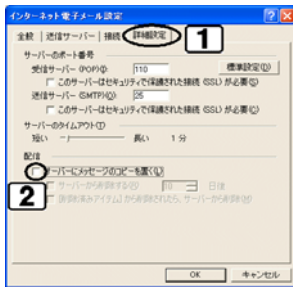 インターネット電子メール設定
全般 送信サーバー 接続 詳細設定 1
サーバーのポート番号
受信サーバー (POP)(I): 110 標準設定(D)
このサーバーはセキュリティで保護された接続 (SSL) が必要(E)
送信サーバー (SMTP)(O): 25
このサーバーはセキュリティで保護された接続 (SSL) が必要(C)
サーバーのタイムアウト(T)
短い 長い 1 分
配信
サーバーにメッセージのコピーを置く(L)
2 サーバーから削除する(R) 10 日後
[削除済みアイテム] から削除されたら、サーバーから削除(M)
OK キャンセル